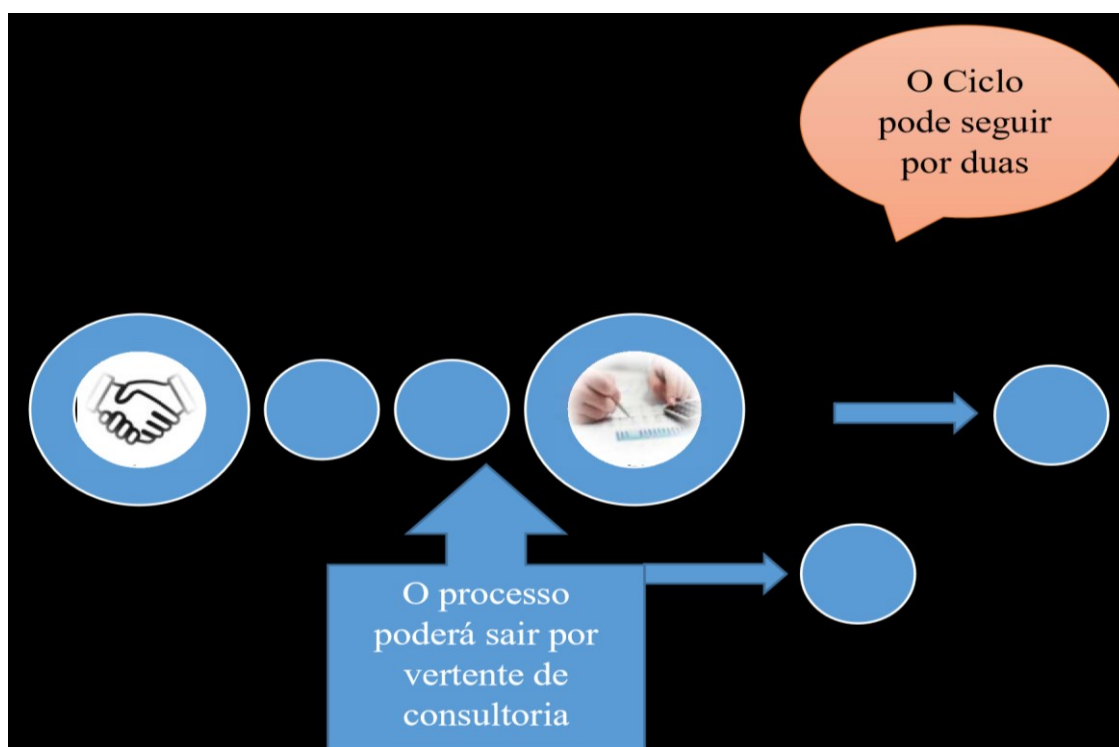 O Ciclo
pode seguir
por duas
O processo
poderá sair por
vertente de
consultoria